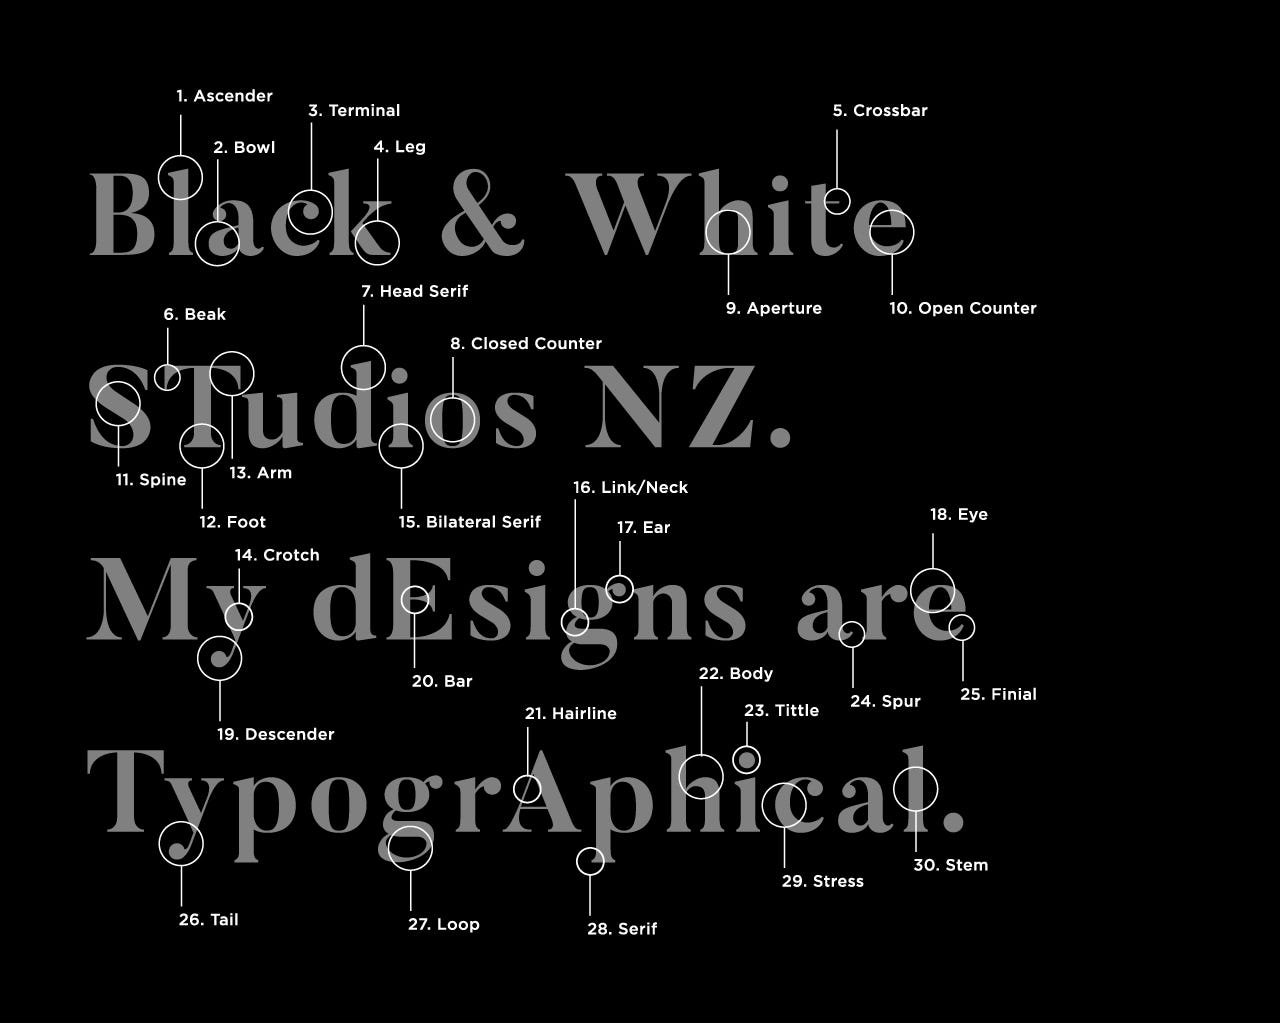 1. Ascender
3. Terminal
5. Crossbar
2. Bowl
4. Leg
Black & White
7. Head Serif
9. Aperture
10. Open Counter
6. Beak
8. Closed Counter
STudios NZ.
11. Spine
13. Arm
16. Link/Neck
12. Foot
15. Bilateral Serif
17. Ear
18. Eye
14. Crotch
My dEsigns are
20. Bar
22. Body
24. Spur
25. Finial
19. Descender
21. Hairline
23. Tittle
TypogrAphical.
26. Tail
27. Loop
28. Serif
29. Stress
30. Stem